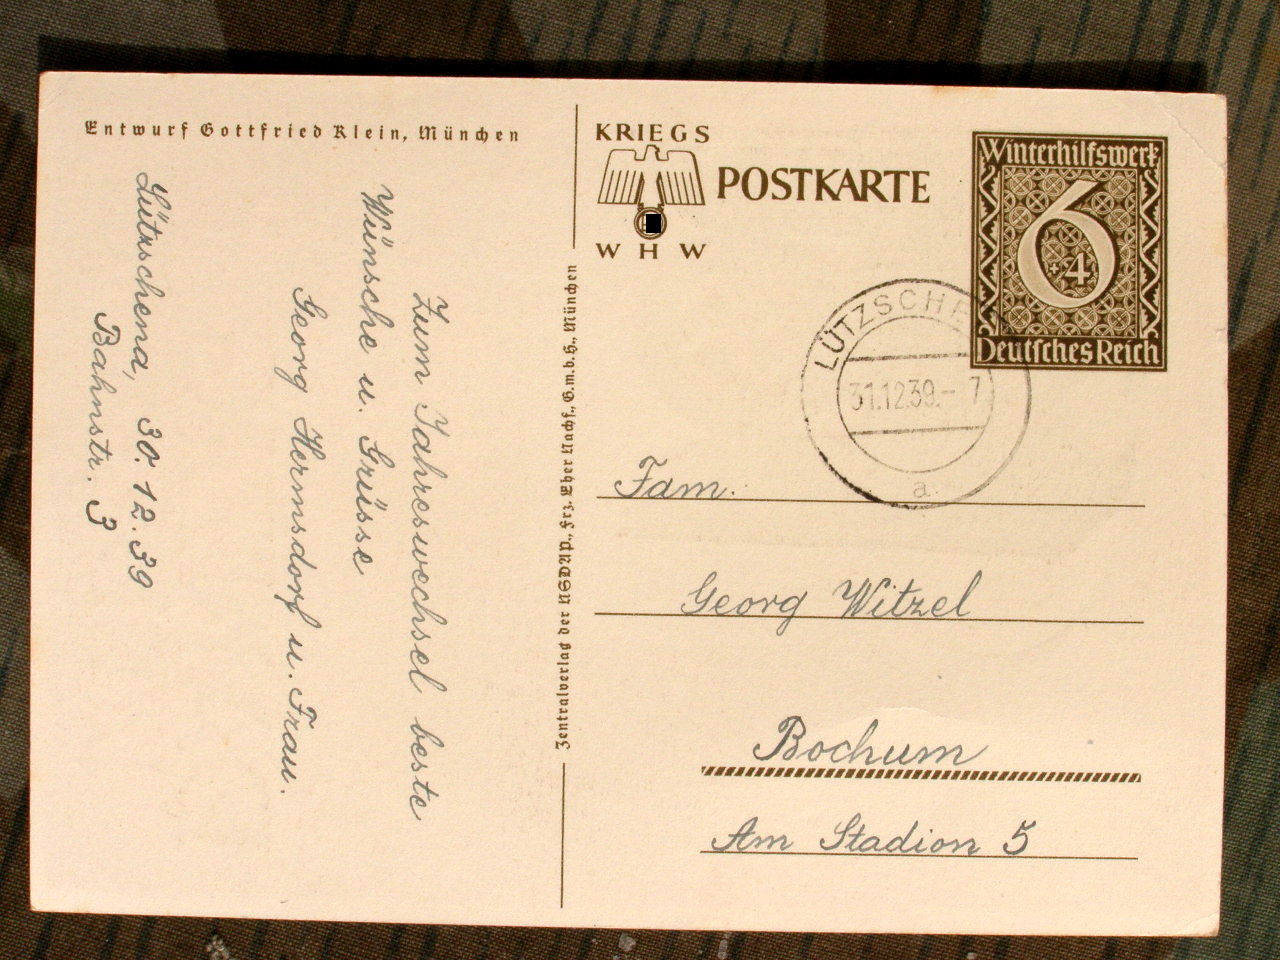 Entwurf Gottfried Klein, München
Lützschena, 30.12.39
Bahnstr. 3
Zum Jahreswechsel beste
Wünsche u. Grüsse
Georg Hermsdorf u. Frau.
Zentralverlag der NSDAP., Frz. Eher Nachf., G.m.b.H., München
KRIEGS
POSTKARTE
W H W
Winterhilfswerk
6
+4
Deutsches Reich
LÜTZSCHE
31.12.39.- 7
a
Fam.
Georg Witzel
Bochum
Am Stadion 5